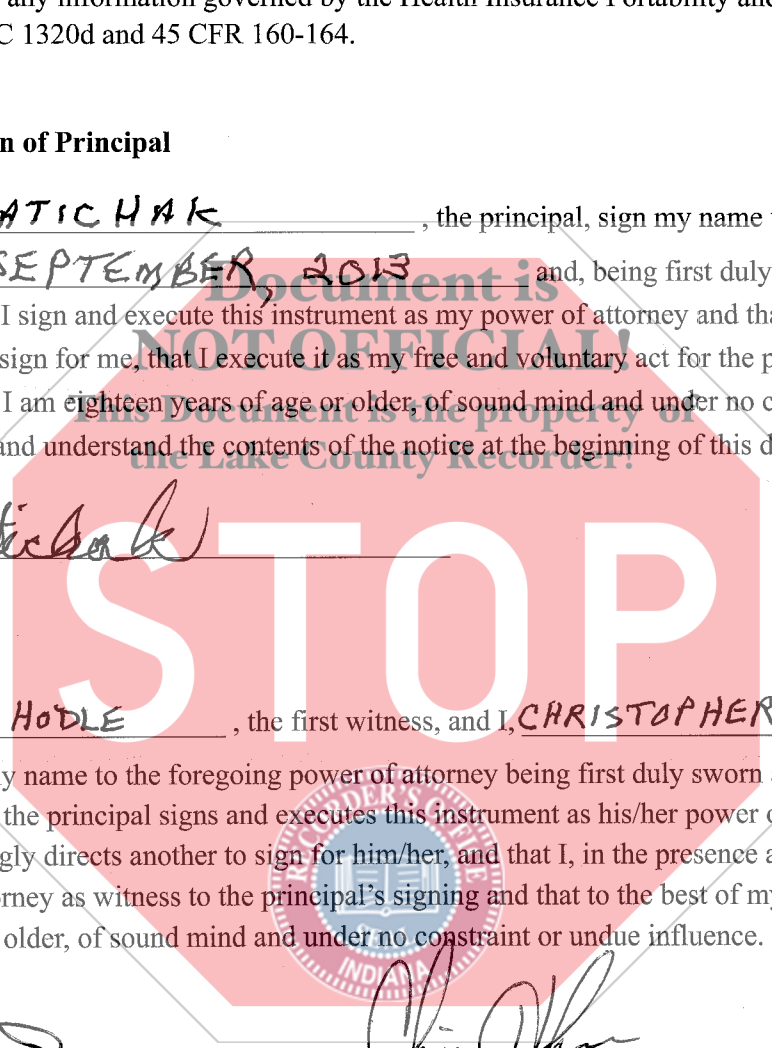 any information governed by the Health Insurance Portability and
C 1320d and 45 CFR 160-164.
n of Principal
ATICHAK , the principal, sign my name
SEPTEMBER, 2013 and, being first duly
Document is
I sign and execute this instrument as my power of attorney and tha
NOT OFFICIAL!
sign for me, that I execute it as my free and voluntary act for the p
I am eighteen years of age or older, of sound mind and under no c
This Document is the property of
and understand the contents of the notice at the beginning of this d
the Lake County Recorder!
STOP
HODLE , the first witness, and I, CHRISTOPHER
y name to the foregoing power of attorney being first duly sworn
the principal signs and executes this instrument as his/her power o
gly directs another to sign for him/her, and that I, in the presence a
rney as witness to the principal's signing and that to the best of my
older, of sound mind and under no constraint or undue influence.
RECORDER'S OFFICE
SEAL
INDIANA